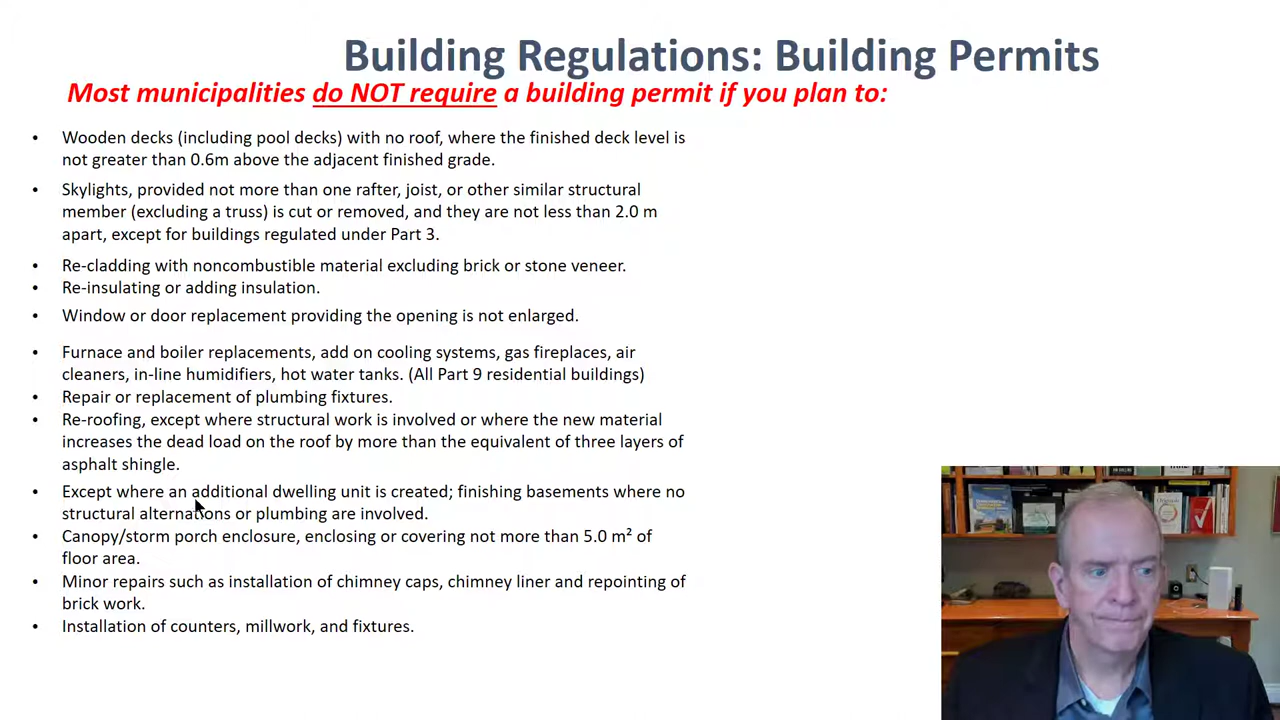 Building Regulations: Building Permits
Most municipalities do NOT require a building permit if you plan to:
• Wooden decks (including pool decks) with no roof, where the finished deck level is
not greater than 0.6m above the adjacent finished grade.
• Skylights, provided not more than one rafter, joist, or other similar structural
member (excluding a truss) is cut or removed, and they are not less than 2.0 m
apart, except for buildings regulated under Part 3.
• Re-cladding with noncombustible material excluding brick or stone veneer.
• Re-insulating or adding insulation.
• Window or door replacement providing the opening is not enlarged.
• Furnace and boiler replacements, add on cooling systems, gas fireplaces, air
cleaners, in-line humidifiers, hot water tanks. (All Part 9 residential buildings)
• Repair or replacement of plumbing fixtures.
• Re-roofing, except where structural work is involved or where the new material
increases the dead load on the roof by more than the equivalent of three layers of
asphalt shingle.
• Except where an additional dwelling unit is created; finishing basements where no
structural alternations or plumbing are involved.
• Canopy/storm porch enclosure, enclosing or covering not more than 5.0 m² of
floor area.
• Minor repairs such as installation of chimney caps, chimney liner and repointing of
brick work.
• Installation of counters, millwork, and fixtures.